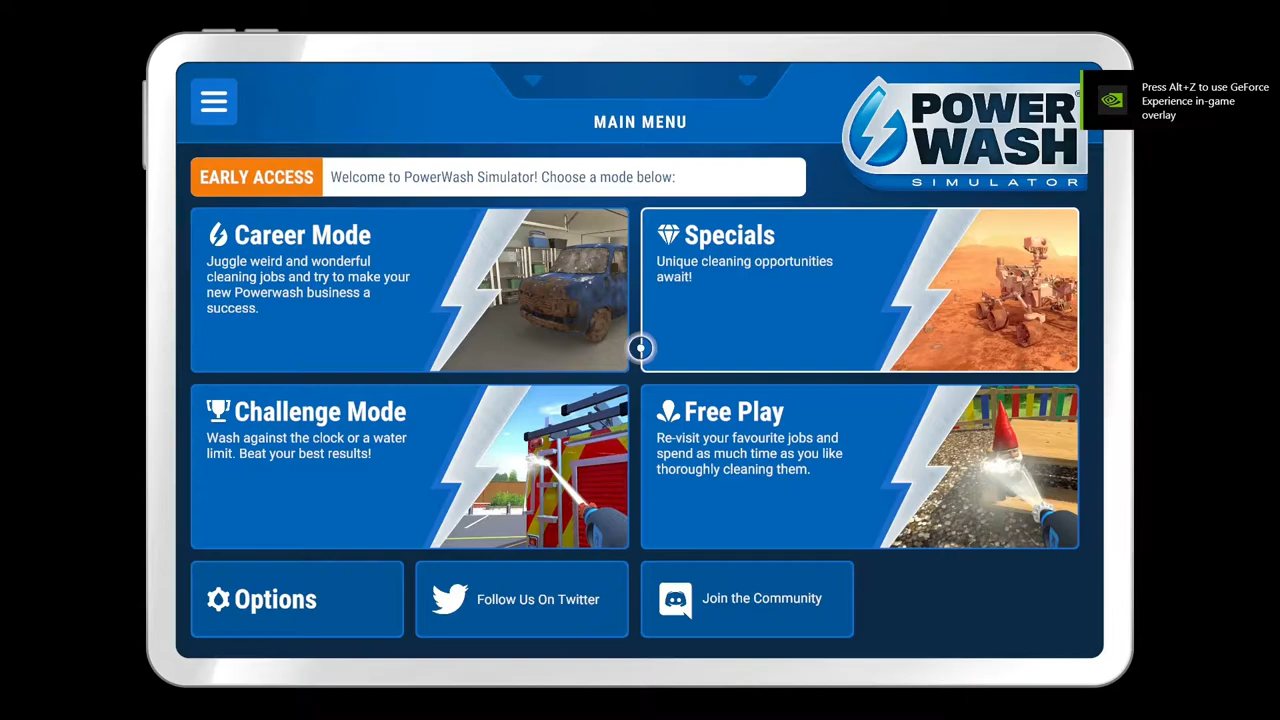 MAIN MENU
POWER
WASH
SIMULATOR
Press Alt+Z to use GeForce
Experience in-game
overlay
EARLY ACCESS Welcome to PowerWash Simulator! Choose a mode below:
Career Mode
Juggle weird and wonderful
cleaning jobs and try to make your
new Powerwash business a
success.
Specials
Unique cleaning opportunities
await!
Challenge Mode
Wash against the clock or a water
limit. Beat your best results!
Free Play
Re-visit your favourite jobs and
spend as much time as you like
thoroughly cleaning them.
Options
Follow Us On Twitter
Join the Community